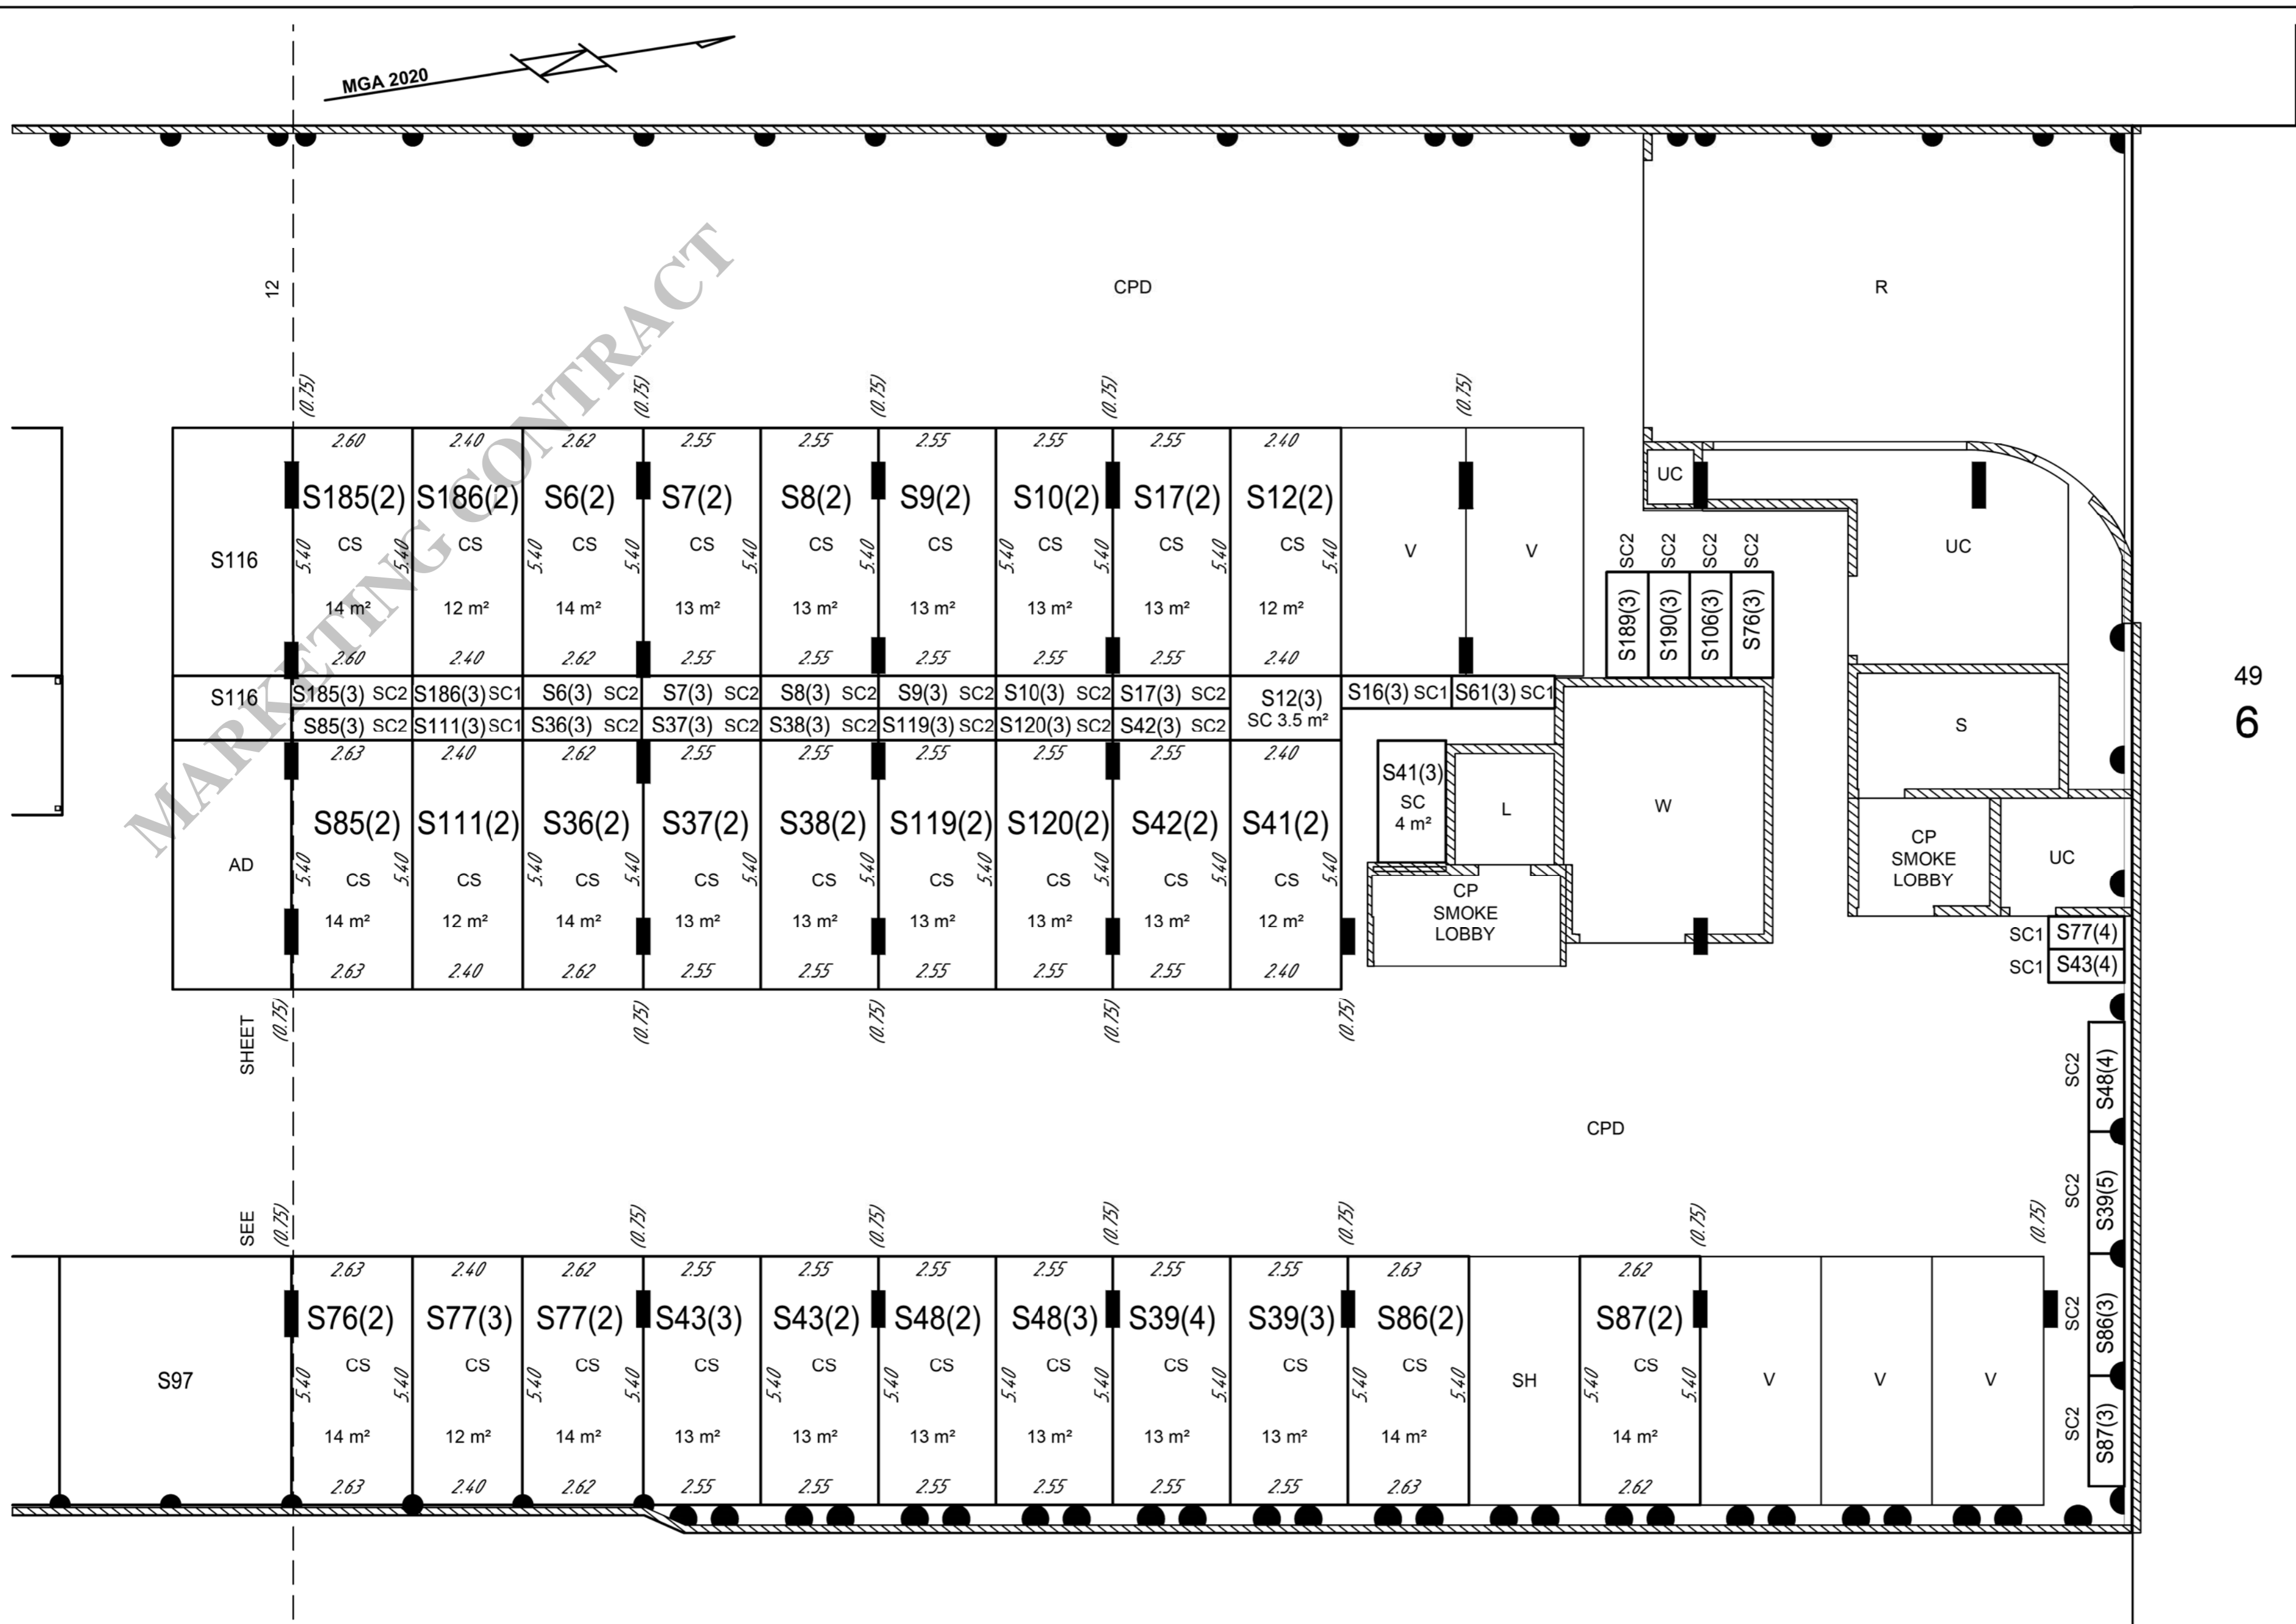 MGA 2020
MARKETING CONTRACT
12
CPD
R
(0.75) (0.75) (0.75) (0.75) (0.75)
2.60 2.40 2.62 2.55 2.55 2.55 2.55 2.55 2.40
S185(2) S186(2) S6(2) S7(2) S8(2) S9(2) S10(2) S17(2) S12(2)
UC
S116
CS CS CS CS CS CS CS CS CS
V V
UC
5.40 5.40 5.40 5.40 5.40 5.40 5.40 5.40 5.40 5.40
SC2 SC2 SC2 SC2
14 m² 12 m² 14 m² 13 m² 13 m² 13 m² 13 m² 13 m² 12 m²
S189(3) S190(3) S106(3) S76(3)
2.60 2.40 2.62 2.55 2.55 2.55 2.55 2.55 2.40
S116
S185(3) SC2 S186(3) SC1 S6(3) SC2 S7(3) SC2 S8(3) SC2 S9(3) SC2 S10(3) SC2 S17(3) SC2
S12(3)
SC 3.5 m²
S16(3) SC1 S61(3) SC1
S85(3) SC2 S111(3) SC1 S36(3) SC2 S37(3) SC2 S38(3) SC2 S119(3) SC2 S120(3) SC2 S42(3) SC2
49
6
S
2.63 2.40 2.62 2.55 2.55 2.55 2.55 2.55 2.40
S41(3)
SC
4 m²
L
W
S85(2) S111(2) S36(2) S37(2) S38(2) S119(2) S120(2) S42(2) S41(2)
AD
5.40 5.40 5.40 5.40 5.40 5.40 5.40 5.40 5.40 5.40
CS CS CS CS CS CS CS CS CS
CP
SMOKE
LOBBY
UC
CP
SMOKE
LOBBY
14 m² 12 m² 14 m² 13 m² 13 m² 13 m² 13 m² 13 m² 12 m²
2.63 2.40 2.62 2.55 2.55 2.55 2.55 2.55 2.40
SC1 S77(4)
SC1 S43(4)
SHEET
(0.75) (0.75) (0.75) (0.75) (0.75)
SC2 S48(4)
CPD
SC2 S39(5)
SEE
(0.75) (0.75) (0.75) (0.75) (0.75) (0.75) (0.75)
2.63 2.40 2.62 2.55 2.55 2.55 2.55 2.55 2.55 2.63 2.62
S76(2) S77(3) S77(2) S43(3) S43(2) S48(2) S48(3) S39(4) S39(3) S86(2) S87(2)
SC2 S86(3)
CS CS CS CS CS CS CS CS CS CS CS
S97
5.40 5.40 5.40 5.40 5.40 5.40 5.40 5.40 5.40 5.40 5.40 5.40 5.40
SH
V V V
14 m² 12 m² 14 m² 13 m² 13 m² 13 m² 13 m² 13 m² 13 m² 14 m² 14 m²
SC2 S87(3)
2.63 2.40 2.62 2.55 2.55 2.55 2.55 2.55 2.55 2.63 2.62